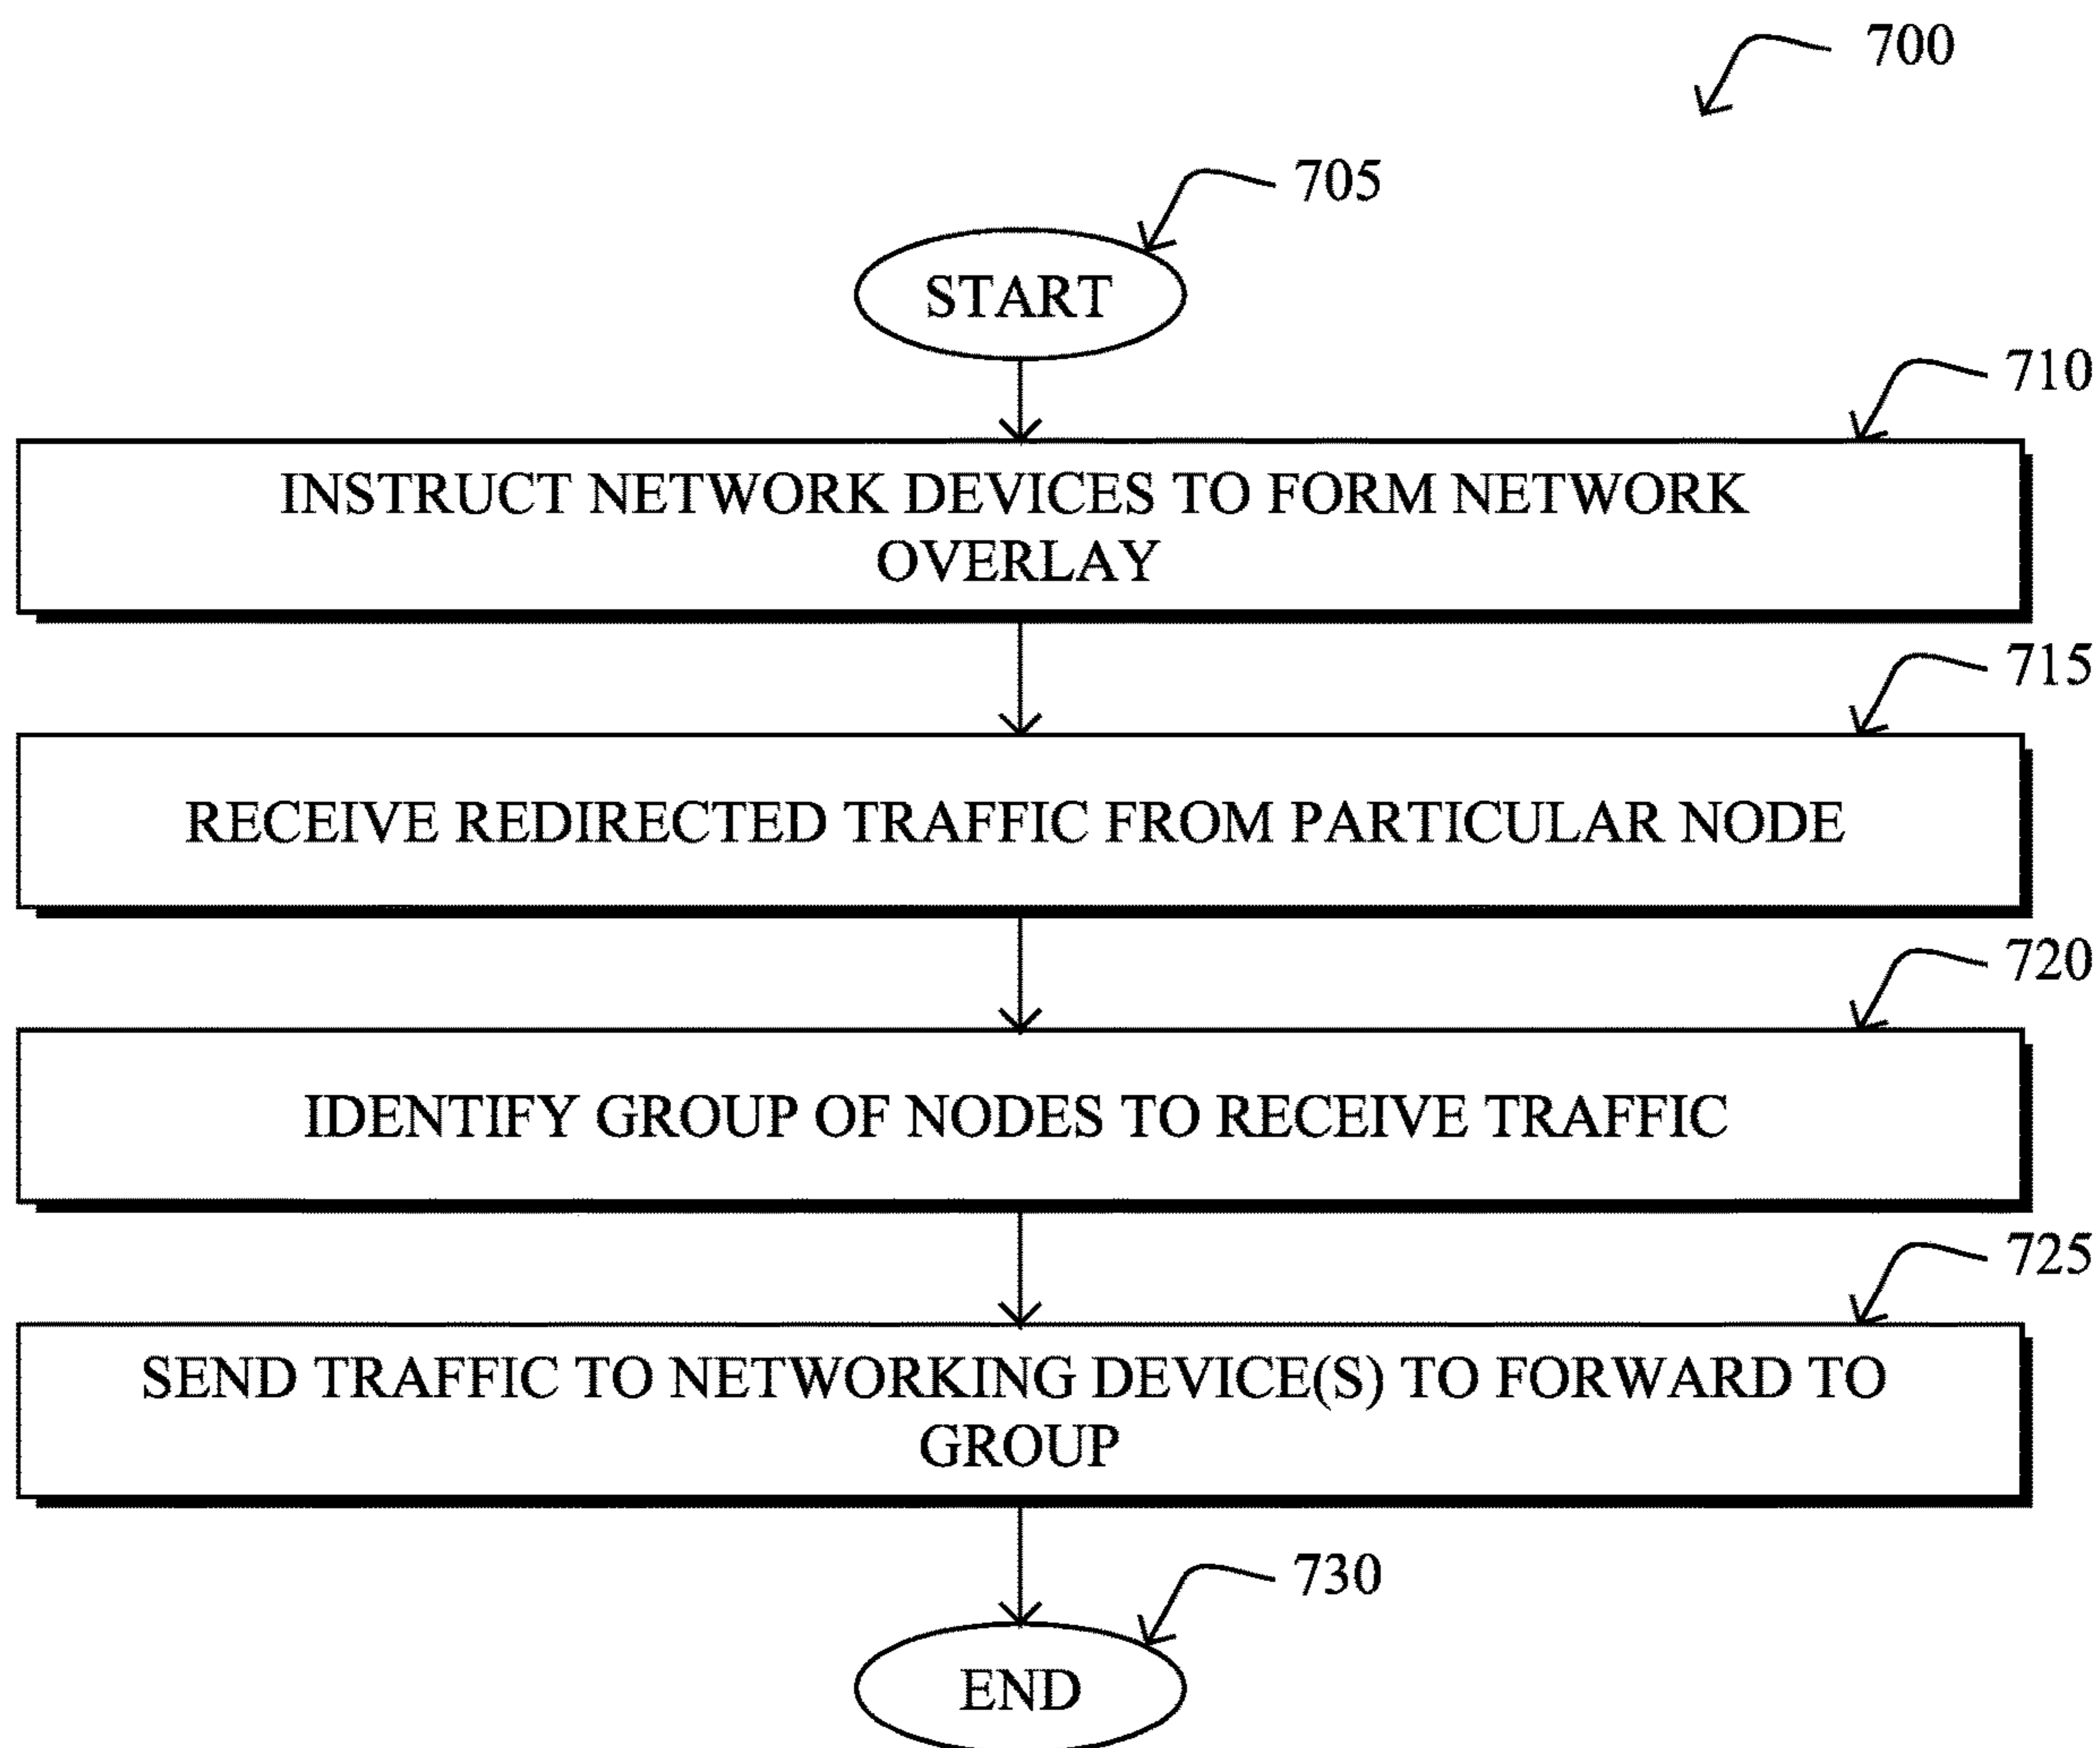 700
705
START
710
INSTRUCT NETWORK DEVICES TO FORM NETWORK
OVERLAY
715
RECEIVE REDIRECTED TRAFFIC FROM PARTICULAR NODE
720
IDENTIFY GROUP OF NODES TO RECEIVE TRAFFIC
725
SEND TRAFFIC TO NETWORKING DEVICE(S) TO FORWARD TO
GROUP
730
END